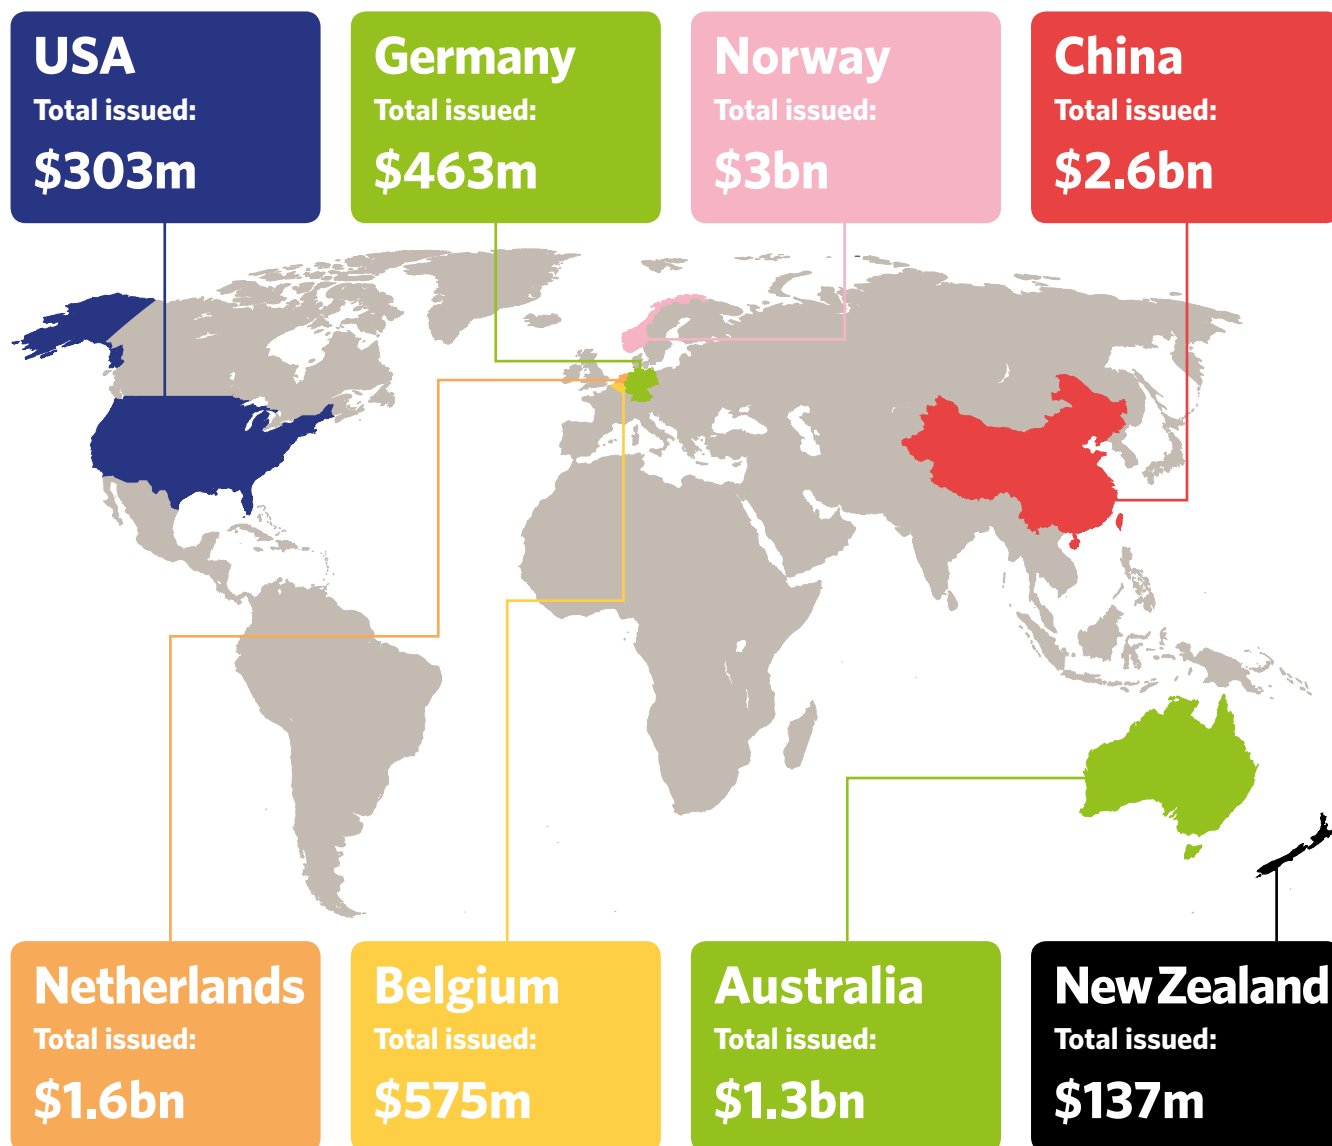 USA
Total issued:
$303m
Germany
Total issued:
$463m
Norway
Total issued:
$3bn
China
Total issued:
$2.6bn
Netherlands
Total issued:
$1.6bn
Belgium
Total issued:
$575m
Australia
Total issued:
$1.3bn
New Zealand
Total issued:
$137m